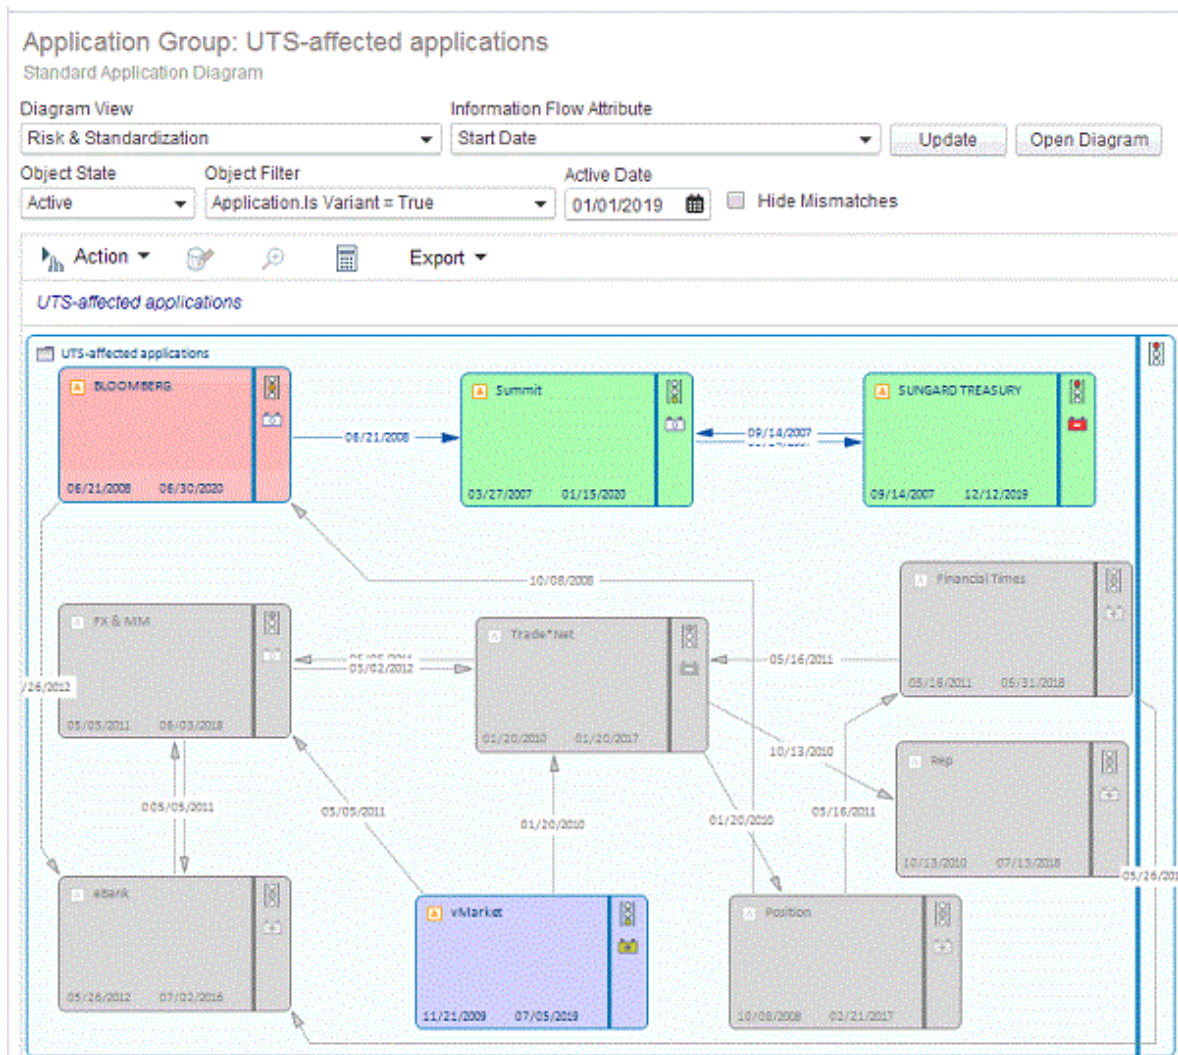 Application Group: UTS-affected applications
Standard Application Diagram
Diagram View
Information Flow Attribute
Risk & Standardization
Start Date
Update
Open Diagram
Object State
Object Filter
Active Date
Active
Application.Is Variant = True
01/01/2019
Hide Mismatches
Action
Export
UTS-affected applications
UTS-affected applications
BLOOMBERG
06/21/2008 06/30/2020
06/21/2008
Summit
03/27/2007 01/15/2020
09/14/2007
SUNGARD TREASURY
09/14/2007 12/12/2019
10/08/2008
Financial Times
05/16/2011 05/31/2018
FX & MM
05/05/2011 06/03/2018
03/02/2012
Trade*Net
01/20/2010 01/20/2017
05/16/2011
/26/2012
10/13/2010
Rep
10/13/2010 07/13/2018
05/05/2011
05/05/2011
01/20/2010
01/20/2010
05/16/2011
05/26/201
eBank
05/26/2012 07/02/2016
vMarket
11/21/2009 07/05/2019
Position
10/08/2008 02/21/2017